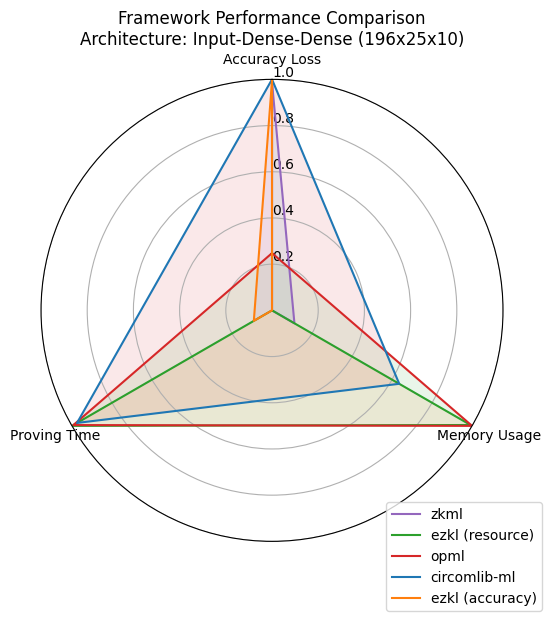 Framework Performance Comparison
Architecture: Input-Dense-Dense (196x25x10)
Accuracy Loss
1.0
0.8
0.6
0.4
0.2
Proving Time
Memory Usage
zkml
ezkl (resource)
opml
circomlib-ml
ezkl (accuracy)